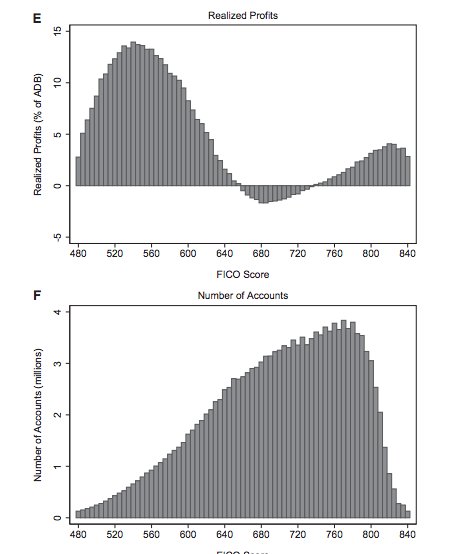 E
Realized Profits
Realized Profits (% of ADB)
15
10
5
0
-5
480 520 560 600 640 680 720 760 800 840
FICO Score
F
Number of Accounts
Number of Accounts (millions)
4
3
2
1
0
480 520 560 600 640 680 720 760 800 840
FICO Score